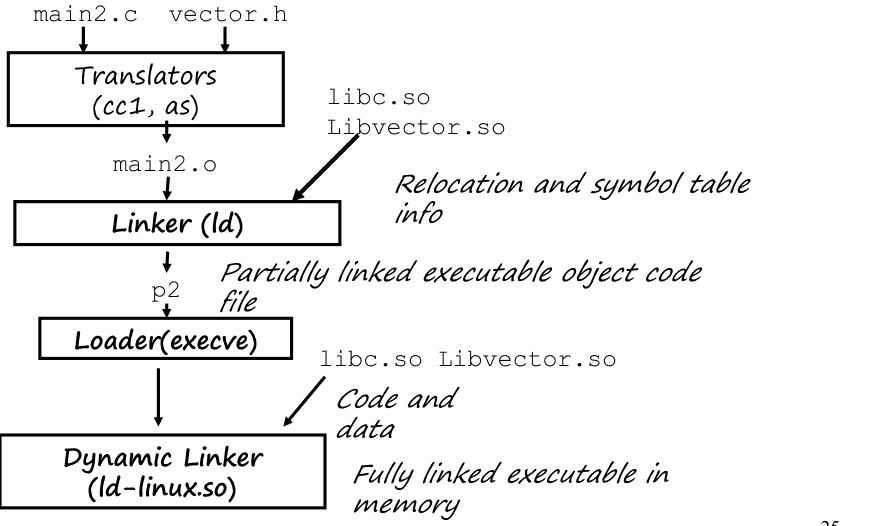 main2.c vector.h
Translators
(cc1, as)
libc.so
Libvector.so
main2.o
Relocation and symbol table
info
Linker (ld)
Partially linked executable object code
file
p2
Loader(execve)
libc.so Libvector.so
Code and
data
Dynamic Linker
(ld-linux.so)
Fully linked executable in
memory